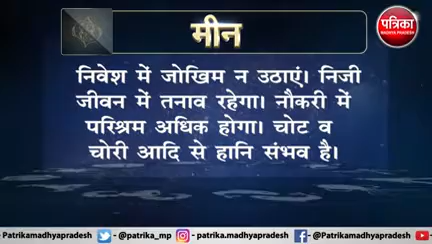 मीन
पत्रिका
MADHYA PRADESH
निवेश में जोखिम न उठाएं। निजी
जीवन में तनाव रहेगा। नौकरी में
परिश्रम अधिक होगा। चोट व
चोरी आदि से हानि संभव है।
- Patrikamadhyapradesh - @patrika_mp - patrika.madhyapradesh - @Patrikamadhyapradesh